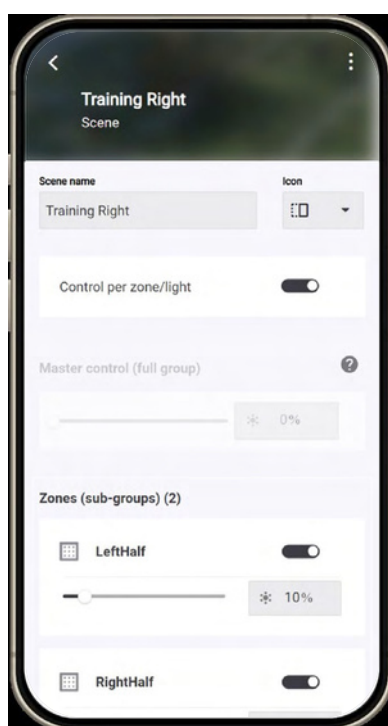 Training Right
Scene
Scene name
Icon
Training Right
Control per zone/light
Master control (full group)
?
0%
Zones (sub-groups) (2)
LeftHalf
10%
RightHalf